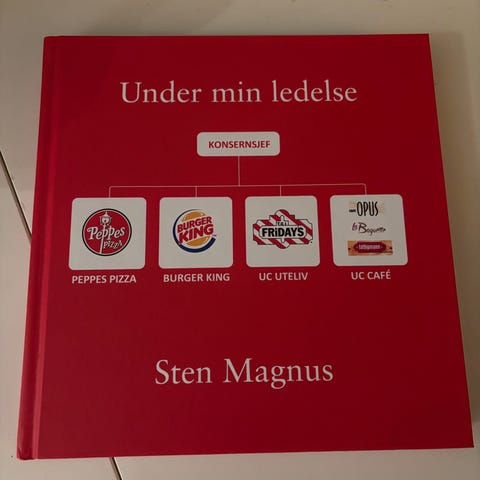 Under min ledelse
KONSERNSJEF
Peppes
PIZZA
BURGER
KING
FRIDAYS
OPUS
la Baguette
PEPPES PIZZA
BURGER KING
UC UTELIV
UC CAFÉ
Sten Magnus